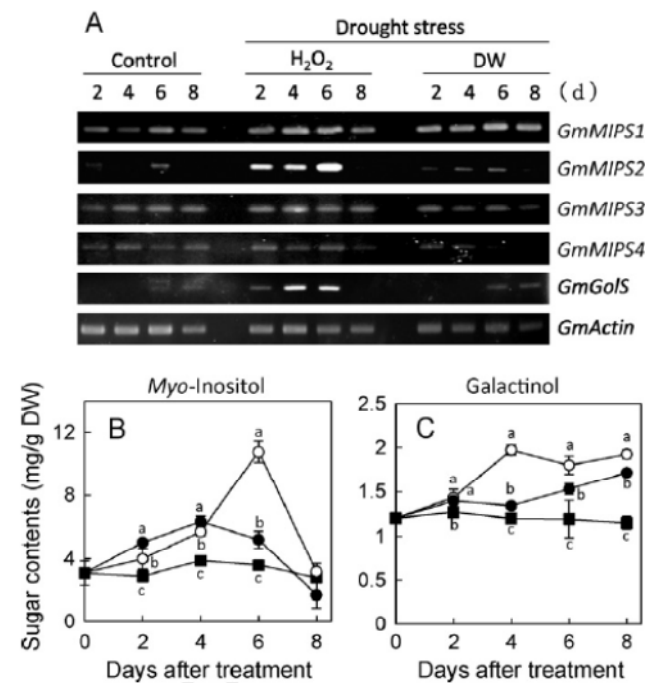 A
Drought stress
Control H₂O₂ DW
2 4 6 8 2 4 6 8 2 4 6 8 (d)
GmMIPS1
GmMIPS2
GmMIPS3
GmMIPS4
GmGolS
GmActin
Myo-Inositol Galactinol
Sugar contents (mg/g DW)
12
8
4
0
B
a
a
a
b
b
b
c
c
c
0 2 4 6 8
Days after treatment
2.5
2
1.5
1
0.5
0
C
a
a
a
a
a
b
b
b
b
c
c
c
0 2 4 6 8
Days after treatment